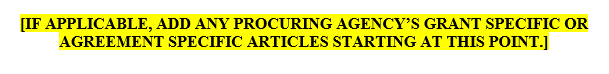 [IF APPLICABLE, ADD ANY PROCURING AGENCY’S GRANT SPECIFIC OR
AGREEMENT SPECIFIC ARTICLES STARTING AT THIS POINT.]